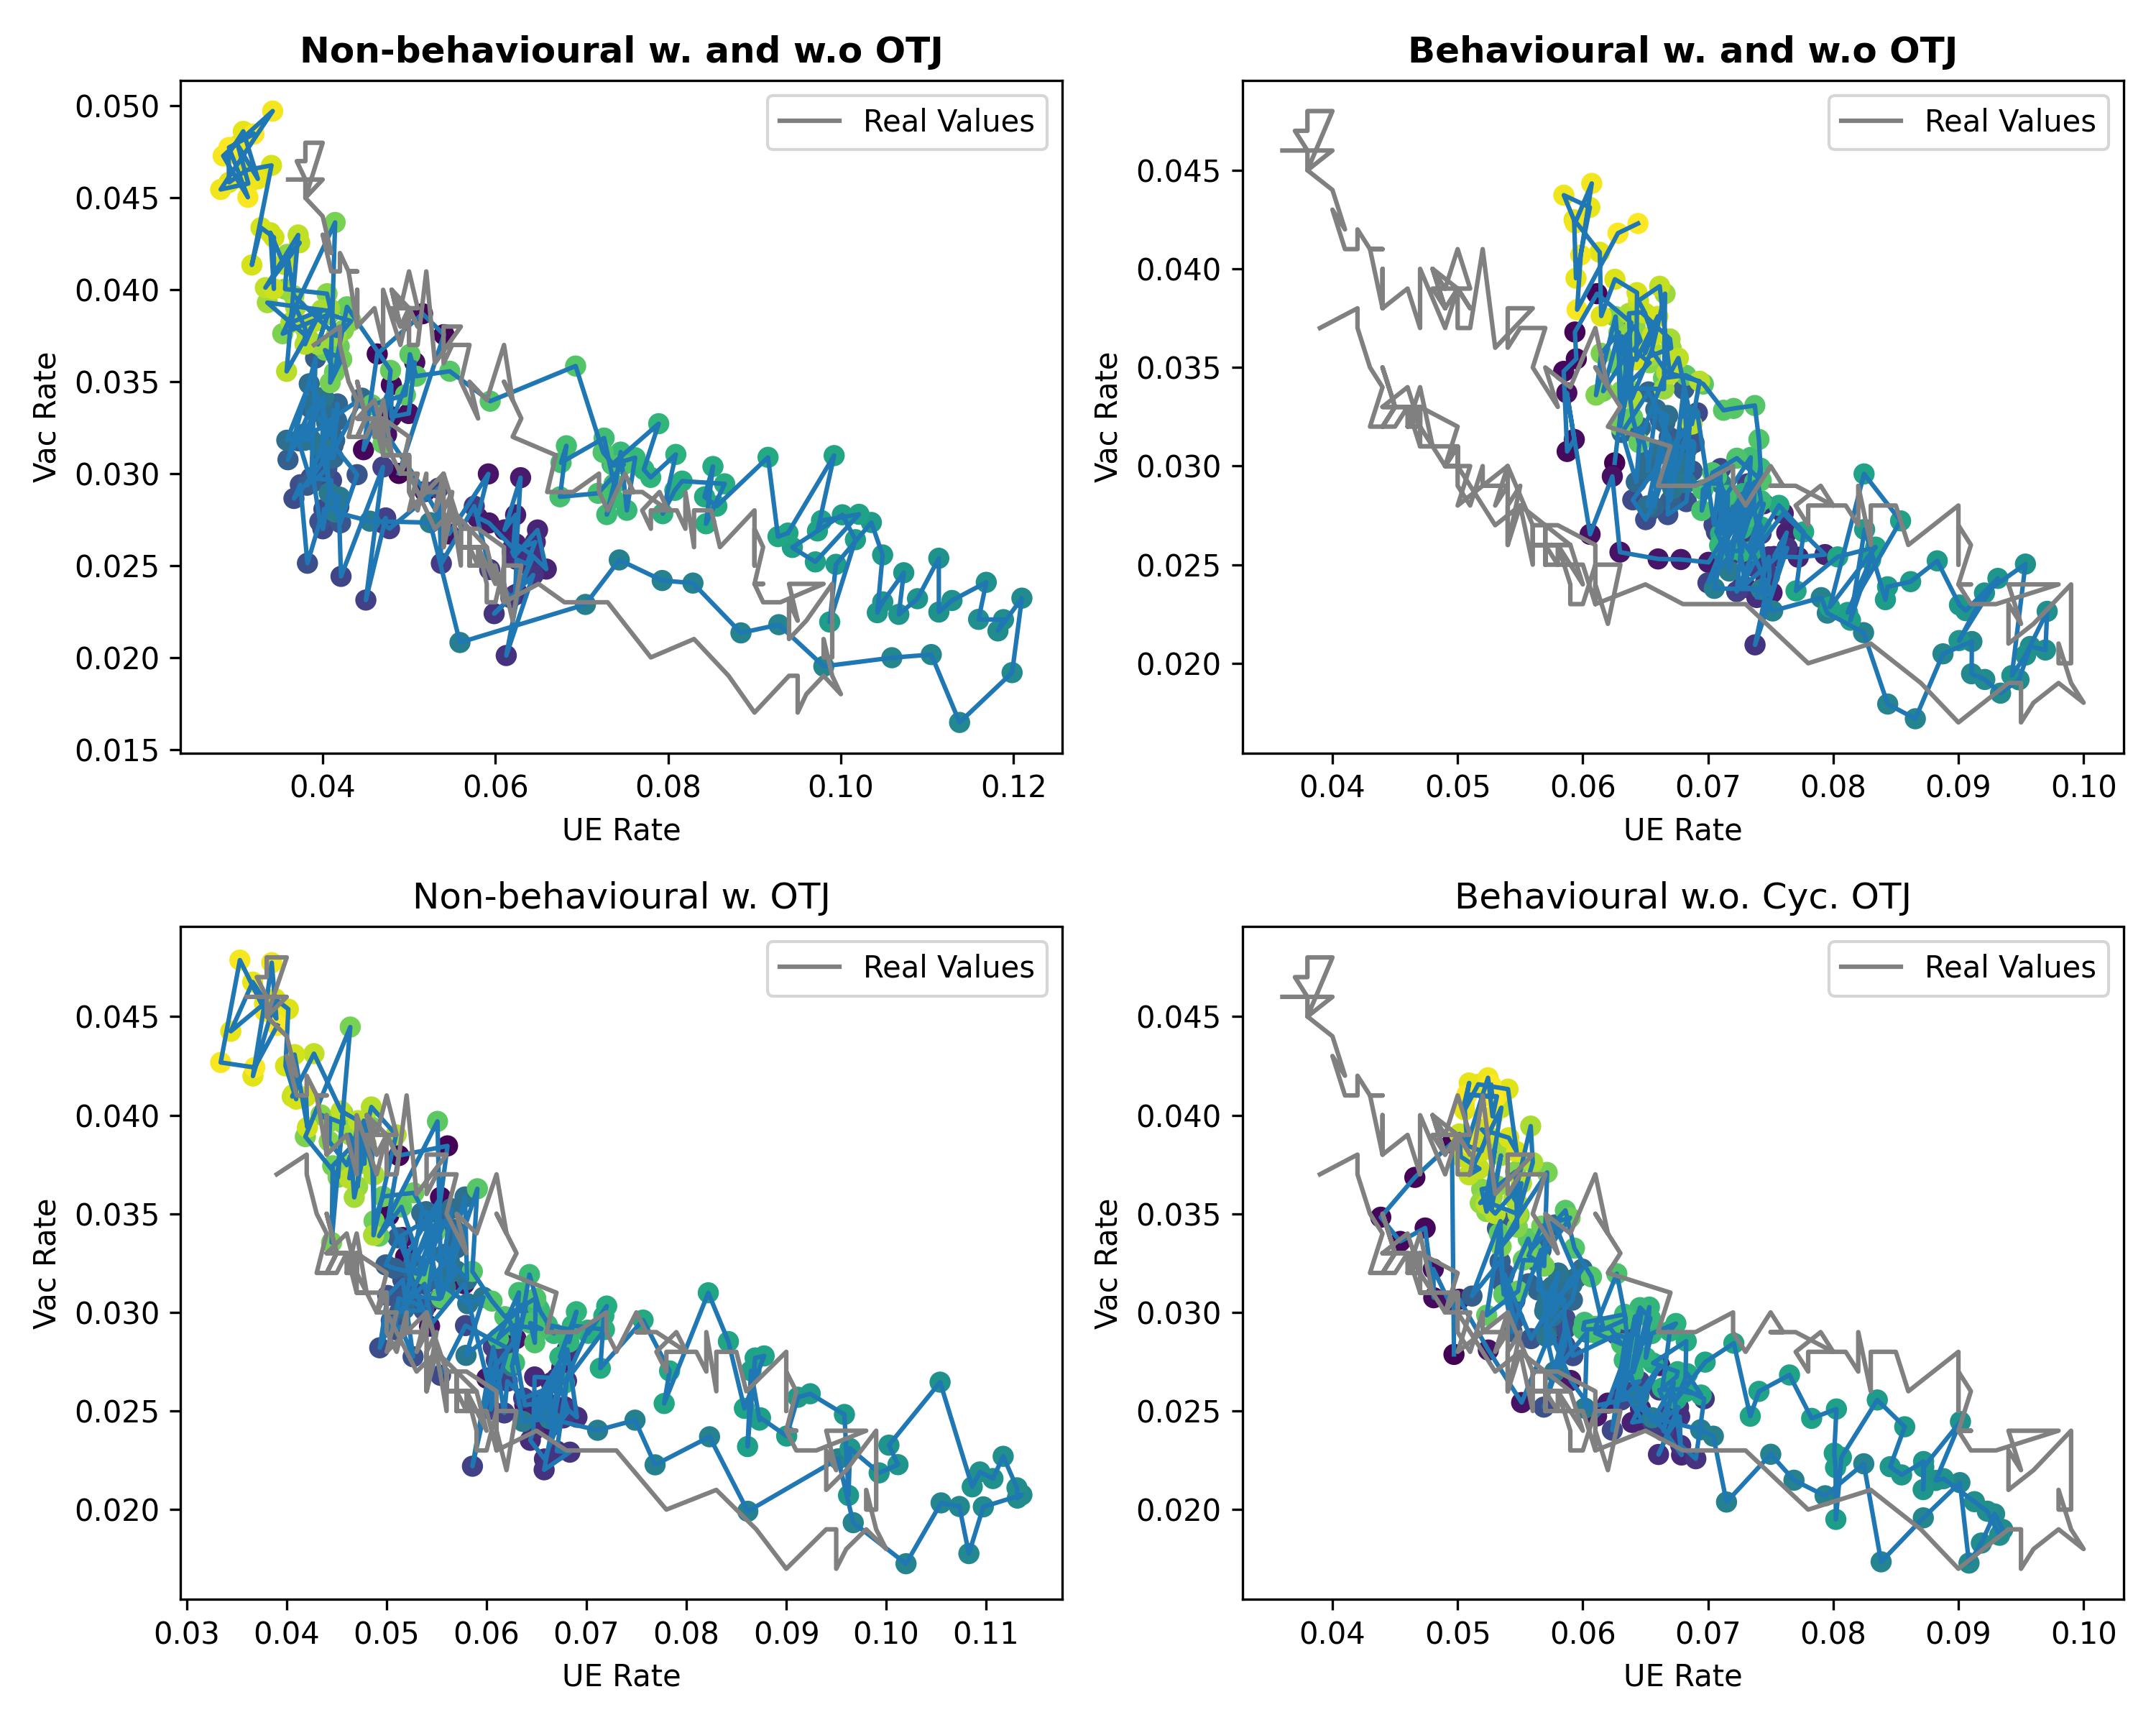 Non-behavioural w. and w.o OTJ
Real Values
0.050
0.045
0.040
0.035
0.030
0.025
0.020
0.015
Vac Rate
0.04 0.06 0.08 0.10 0.12
UE Rate
Behavioural w. and w.o OTJ
Real Values
0.045
0.040
0.035
0.030
0.025
0.020
Vac Rate
0.04 0.05 0.06 0.07 0.08 0.09 0.10
UE Rate
Non-behavioural w. OTJ
Real Values
0.045
0.040
0.035
0.030
0.025
0.020
Vac Rate
0.03 0.04 0.05 0.06 0.07 0.08 0.09 0.10 0.11
UE Rate
Behavioural w.o. Cyc. OTJ
Real Values
0.045
0.040
0.035
0.030
0.025
0.020
Vac Rate
0.04 0.05 0.06 0.07 0.08 0.09 0.10
UE Rate